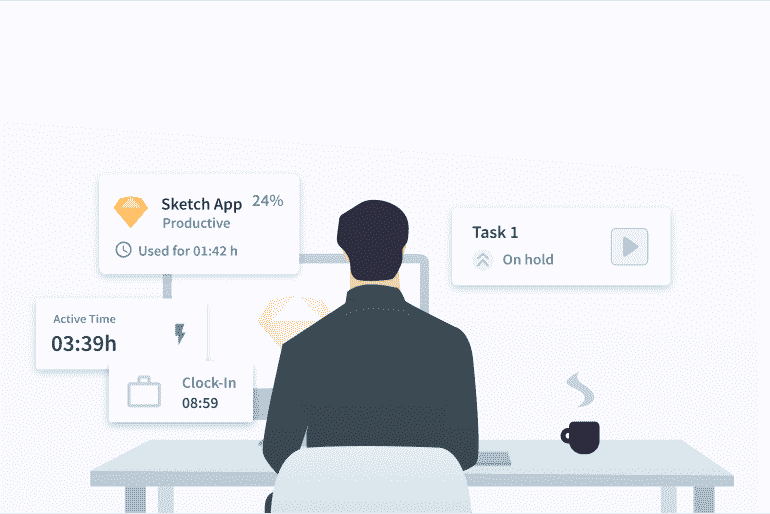 Sketch App 24%
Productive
Used for 01:42 h
Task 1
On hold
Active Time
03:39h
Clock-In
08:59